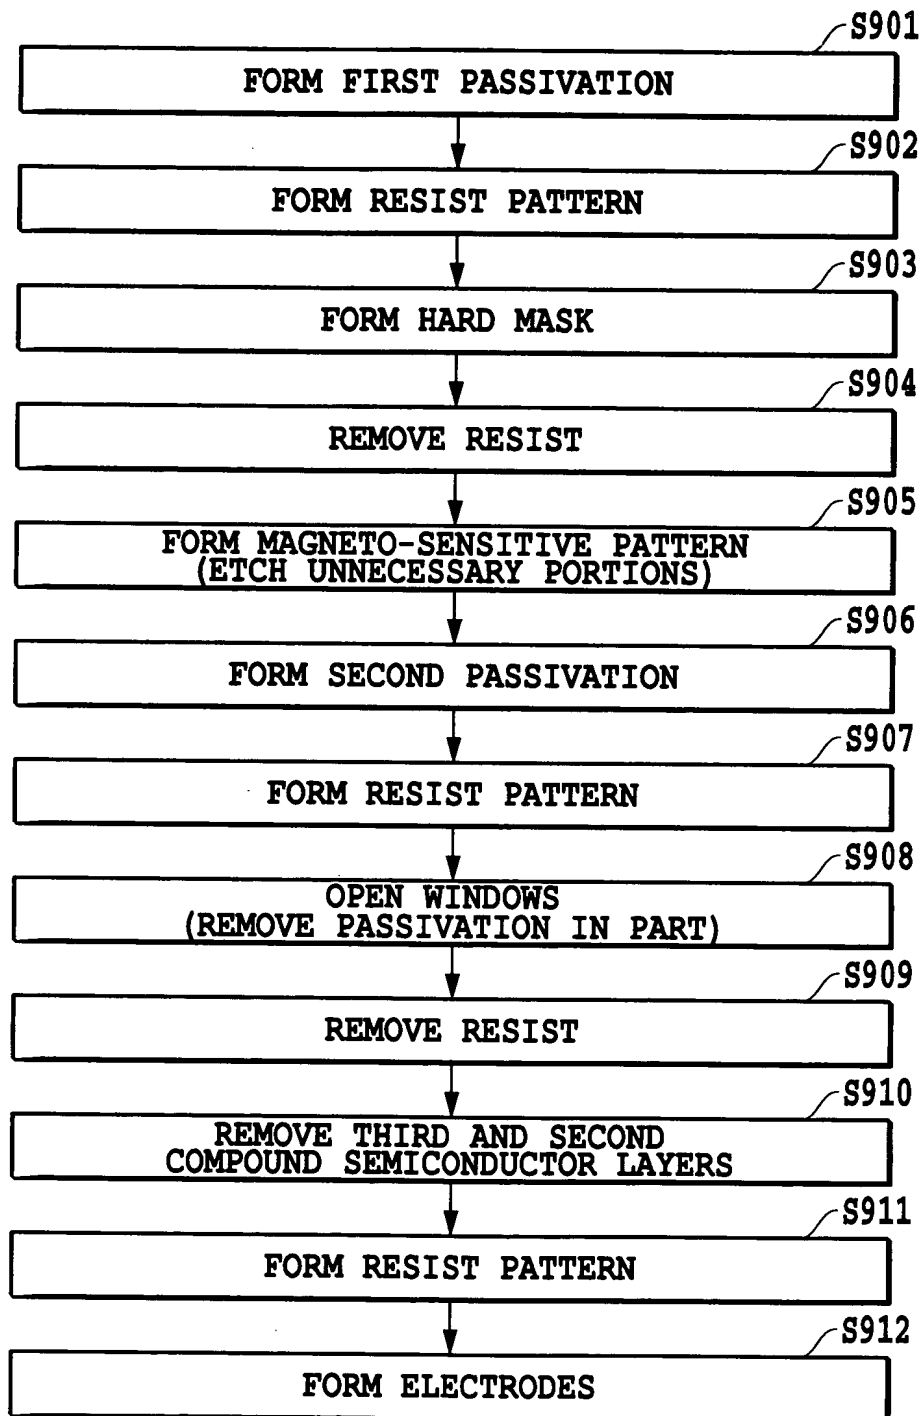 S901
FORM FIRST PASSIVATION
S902
FORM RESIST PATTERN
S903
FORM HARD MASK
S904
REMOVE RESIST
S905
FORM MAGNETO-SENSITIVE PATTERN
(ETCH UNNECESSARY PORTIONS)
S906
FORM SECOND PASSIVATION
S907
FORM RESIST PATTERN
S908
OPEN WINDOWS
(REMOVE PASSIVATION IN PART)
S909
REMOVE RESIST
S910
REMOVE THIRD AND SECOND
COMPOUND SEMICONDUCTOR LAYERS
S911
FORM RESIST PATTERN
S912
FORM ELECTRODES